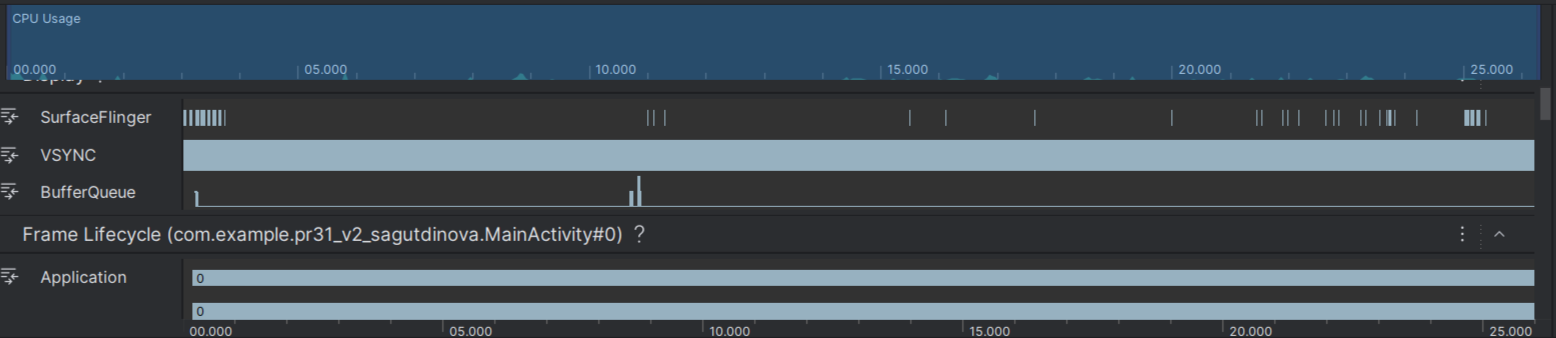 CPU Usage
00.000 05.000 10.000 15.000 20.000 25.000
Display ?
SurfaceFlinger
VSYNC
BufferQueue
Frame Lifecycle (com.example.pr31_v2_sagutdinova.MainActivity#0) ?
Application
0
0
00.000 05.000 10.000 15.000 20.000 25.000